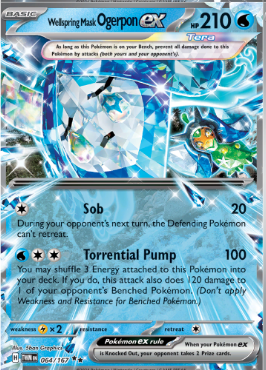 BASIC
Wellspring Mask Ogerpon ex HP 210
Tera
As long as this Pokémon is on your Bench, prevent all damage done to this
Pokémon by attacks (both yours and your opponent's).
Sob 20
During your opponent's next turn, the Defending Pokémon
can't retreat.
Torrential Pump 100
You may shuffle 3 Energy attached to this Pokémon into
your deck. If you do, this attack also does 120 damage to
1 of your opponent's Benched Pokémon. (Don't apply
Weakness and Resistance for Benched Pokémon.)
weakness ×2 resistance retreat
Illus. 5ban Graphics
H TWM EN 064/167
Pokémon ex rule
When your Pokémon ex
is Knocked Out, your opponent takes 2 Prize cards.